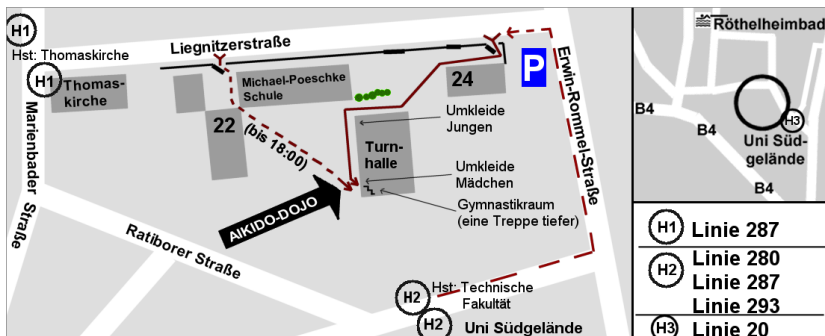 H1
Hst: Thomaskirche
H1
Thomas-
kirche
Liegnitzerstraße
Michael-Poeschke
Schule
22
24
P
(bis 18:00)
Umkleide
Jungen
Turn-
halle
Umkleide
Mädchen
Gymnastikraum
(eine Treppe tiefer)
AIKIDO-DOJO
Marienbader
Straße
Ratiborer Straße
Erwin-Rommel-Straße
H2
Hst: Technische
Fakultät
H2
Uni Südgelände
Röthelheimbad
B4
B4
B4
H3
Uni Süd-
gelände
H1 Linie 287
H2 Linie 280
Linie 287
Linie 293
H3 Linie 20